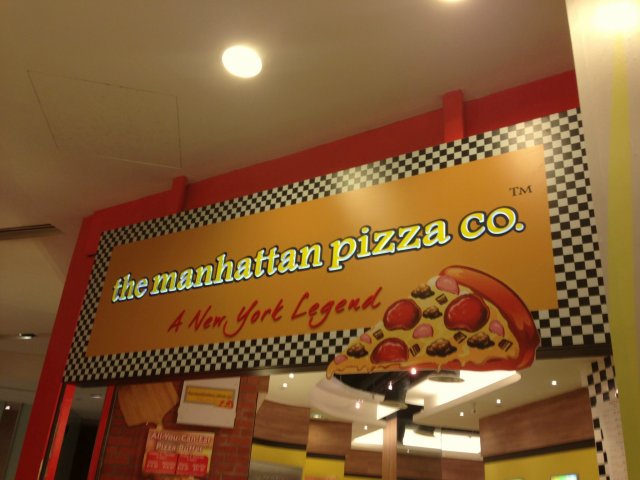 TM
the manhattan pizza co.
A New York Legend
All-You-Can-Eat
Pizza Buffet